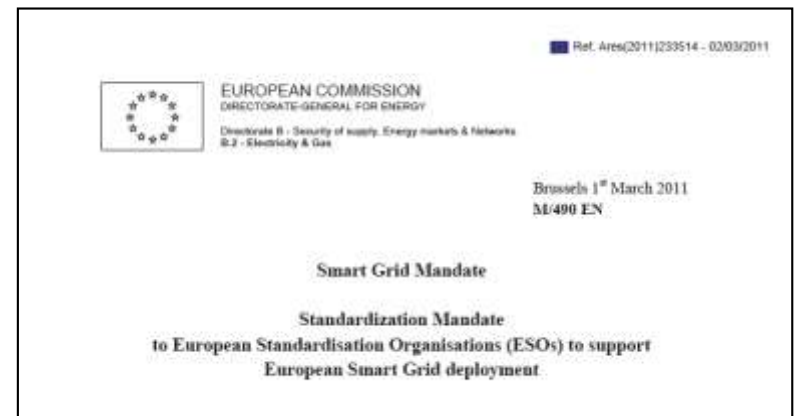 Ref. Ares(2011)233514 - 02/03/2011
EUROPEAN COMMISSION
DIRECTORATE-GENERAL FOR ENERGY
Directorate B - Security of supply, Energy markets & Networks
B.2 - Electricity & Gas
Brussels 1st March 2011
M/490 EN
Smart Grid Mandate
Standardization Mandate
to European Standardisation Organisations (ESOs) to support
European Smart Grid deployment